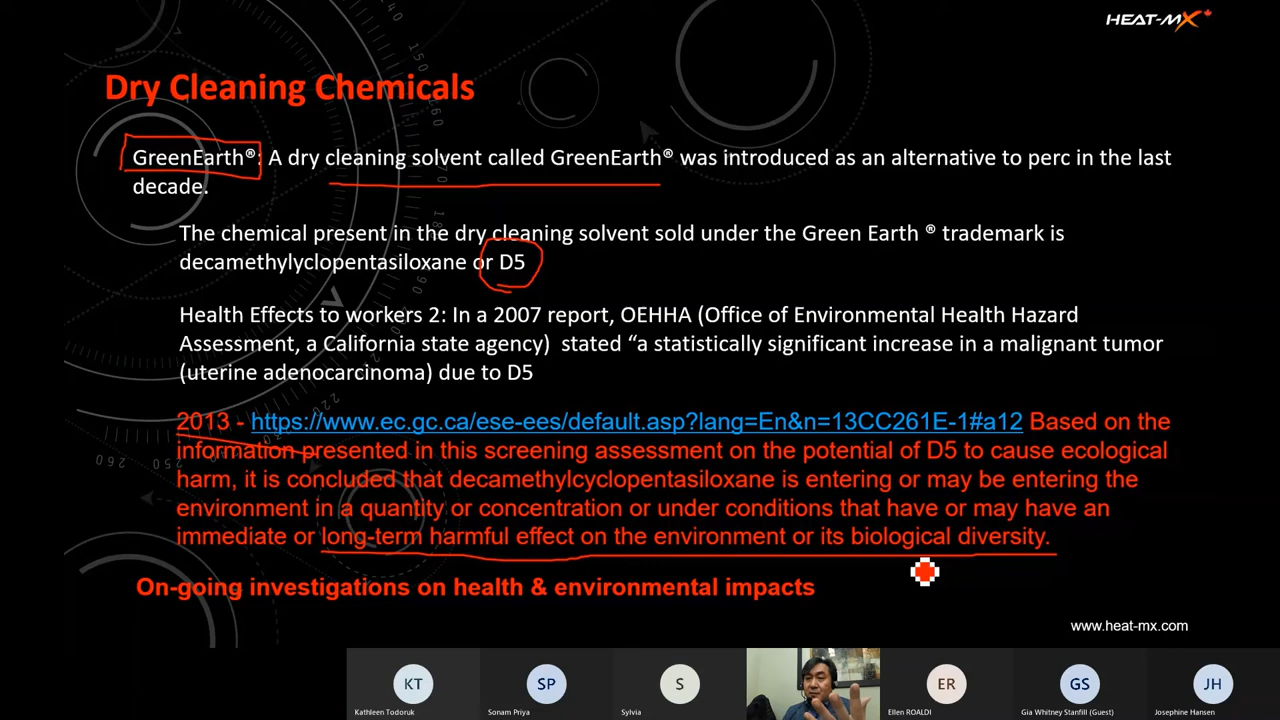 HEAT-MX
Dry Cleaning Chemicals
GreenEarth®: A dry cleaning solvent called GreenEarth® was introduced as an alternative to perc in the last
decade.
The chemical present in the dry cleaning solvent sold under the Green Earth ® trademark is
decamethylyclopentasiloxane or D5
Health Effects to workers 2: In a 2007 report, OEHHA (Office of Environmental Health Hazard
Assessment, a California state agency) stated “a statistically significant increase in a malignant tumor
(uterine adenocarcinoma) due to D5
2013 - https://www.ec.gc.ca/ese-ees/default.asp?lang=En&n=13CC261E-1#a12 Based on the
information presented in this screening assessment on the potential of D5 to cause ecological
harm, it is concluded that decamethylcyclopentasiloxane is entering or may be entering the
environment in a quantity or concentration or under conditions that have or may have an
immediate or long-term harmful effect on the environment or its biological diversity.
On-going investigations on health & environmental impacts
www.heat-mx.com
KT
SP
S
ER
GS
JH
Kathleen Todoruk
Sonam Priya
Sylvia
Ellen ROALDI
Gia Whitney Stanfill (Guest)
Josephine Hansen